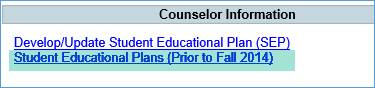 Counselor Information
Develop/Update Student Educational Plan (SEP)
Student Educational Plans (Prior to Fall 2014)